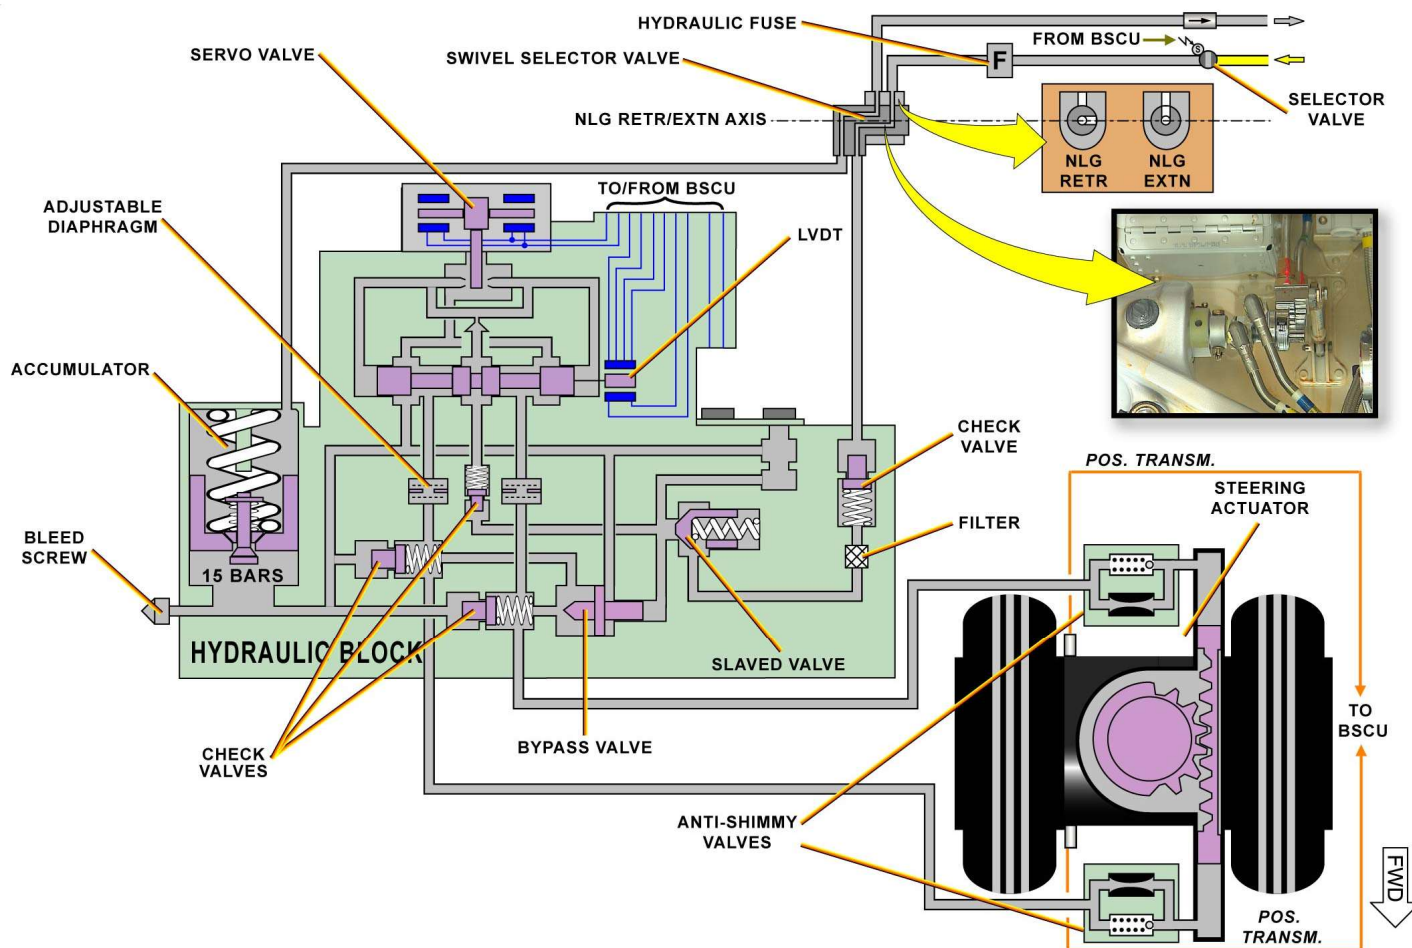 HYDRAULIC FUSE
SERVO VALVE
SWIVEL SELECTOR VALVE
FROM BSCU
S
F
SELECTOR
VALVE
NLG RETR/EXTN AXIS
NLG
RETR
NLG
EXTN
TO/FROM BSCU
ADJUSTABLE
DIAPHRAGM
LVDT
ACCUMULATOR
CHECK
VALVE
POS. TRANSM.
STEERING
ACTUATOR
FILTER
BLEED
SCREW
15 BARS
HYDRAULIC BLOCK
SLAVED VALVE
TO
BSCU
BYPASS VALVE
CHECK
VALVES
ANTI-SHIMMY
VALVES
FWD
POS.
TRANSM.